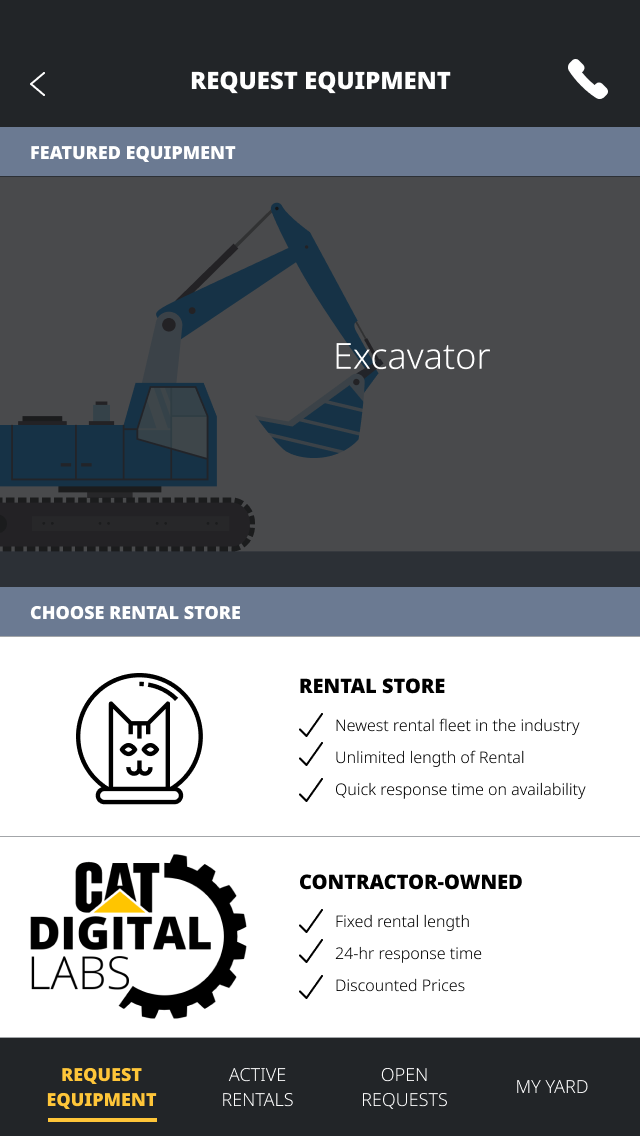 REQUEST EQUIPMENT
FEATURED EQUIPMENT
Excavator
CHOOSE RENTAL STORE
RENTAL STORE
Newest rental fleet in the industry
Unlimited length of Rental
Quick response time on availability
CAT
DIGITAL
LABS
CONTRACTOR-OWNED
Fixed rental length
24-hr response time
Discounted Prices
REQUEST
EQUIPMENT
ACTIVE
RENTALS
OPEN
REQUESTS
MY YARD